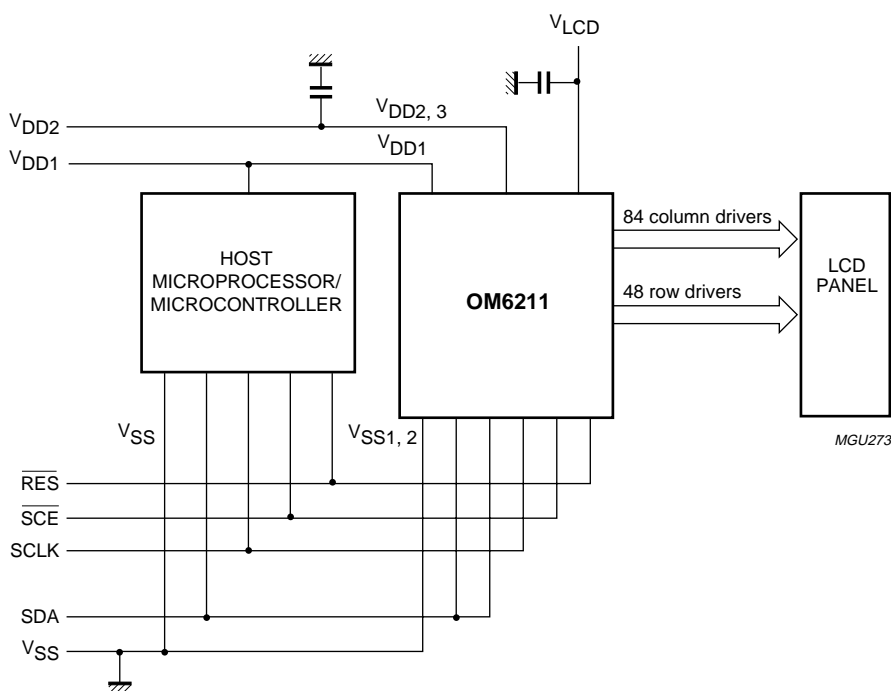 VLCD
VDD2
VDD2, 3
VDD1
VDD1
HOST
MICROPROCESSOR/
MICROCONTROLLER
OM6211
84 column drivers
48 row drivers
LCD
PANEL
VSS
VSS1, 2
MGU273
RES
SCE
SCLK
SDA
VSS